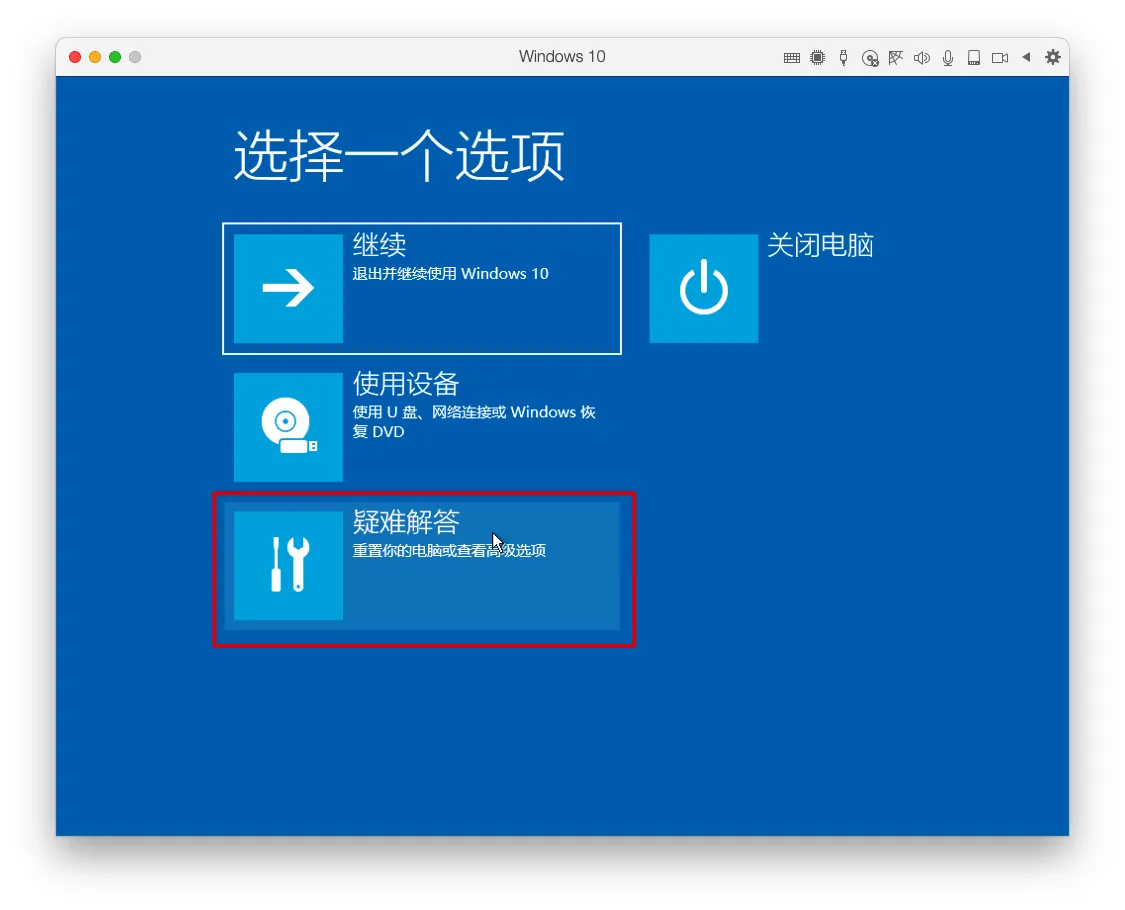 Windows 10
选择一个选项
继续
退出并继续使用 Windows 10
关闭电脑
使用设备
使用 U 盘、网络连接或 Windows 恢
复 DVD
疑难解答
重置你的电脑或查看高级选项